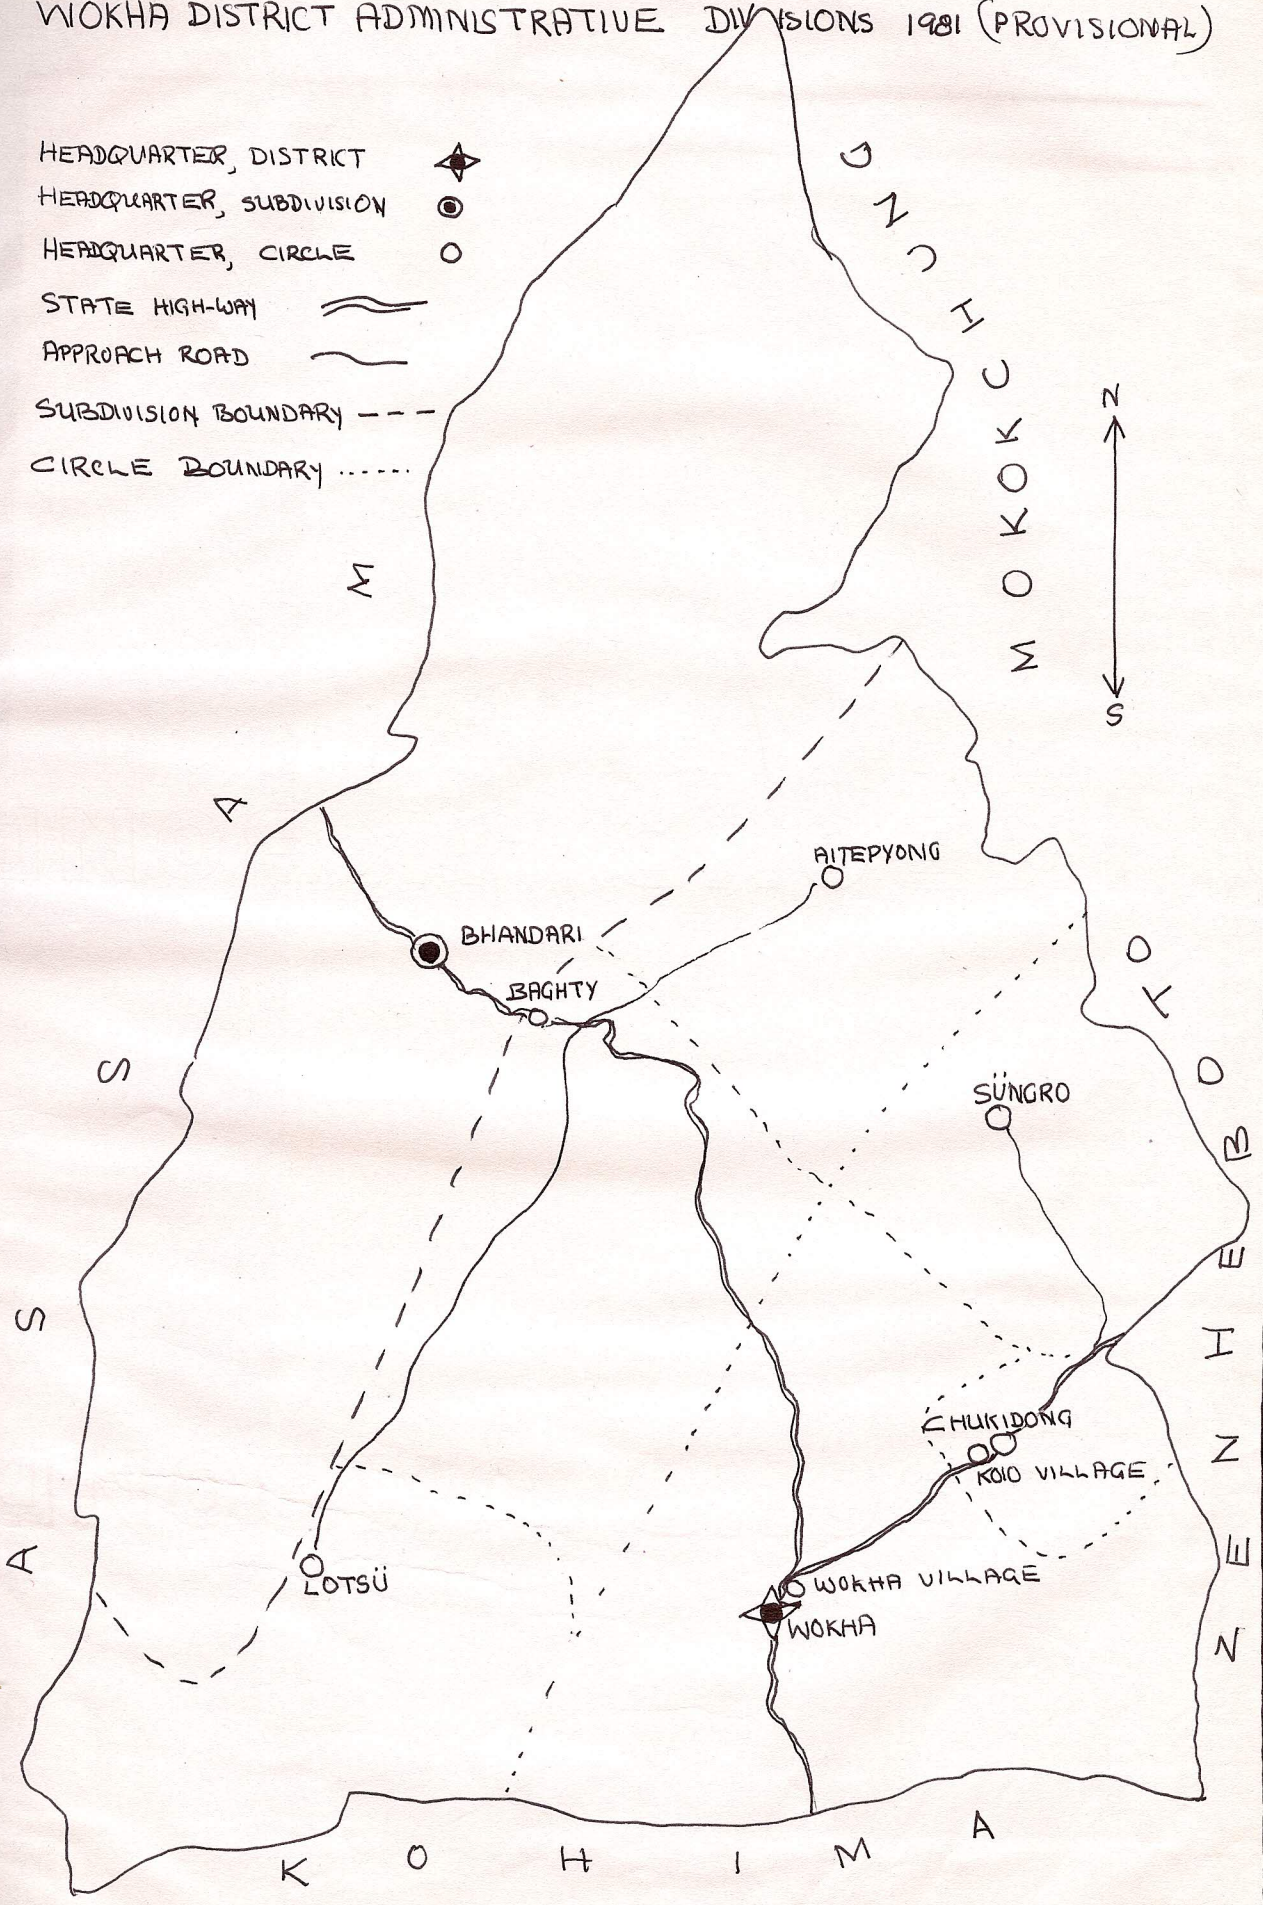 WOKHA DISTRICT ADMINISTRATIVE DIVISIONS 1981 (PROVISIONAL)
HEADQUARTER, DISTRICT
HEADQUARTER, SUBDIVISION
HEADQUARTER, CIRCLE
STATE HIGH-WAY
APPROACH ROAD
SUBDIVISION BOUNDARY
CIRCLE BOUNDARY
MOKOKCHUNG
N
S
ASSAM
AITEPYONG
BHANDARI
BAGHTY
SÜNGRO
ZENHEBOTO
CHUKIDONG
KOIO VILLAGE
LOTSÜ
WOKHA VILLAGE
WOKHA
KOHIMA